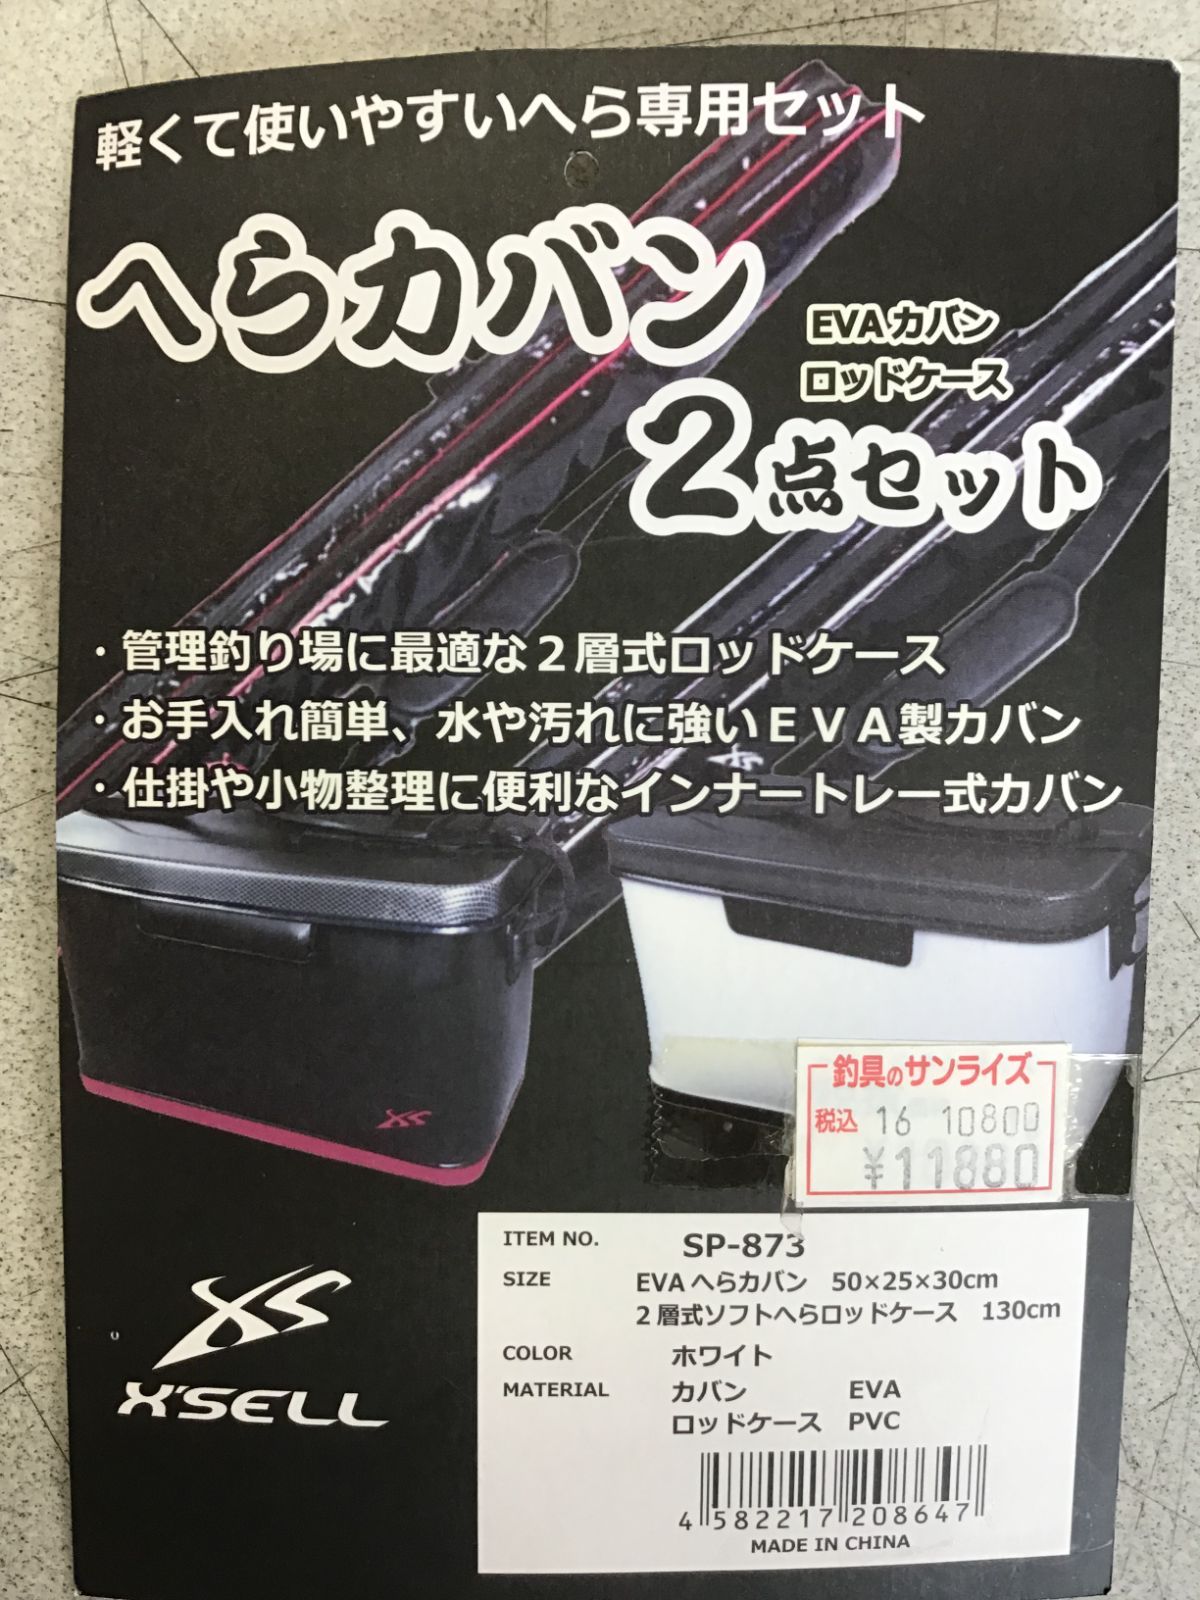 軽くて使いやすいへら専用セット
へらカバン
EVAカバン
ロッドケース
2点セット
・管理釣り場に最適な２層式ロッドケース
・お手入れ簡単、水や汚れに強いＥＶＡ製カバン
・仕掛や小物整理に便利なインナートレー式カバン
XS
釣具のサンライズ
税込 16 10800
¥11880
XS
X'SELL
ITEM NO. SP-873
SIZE EVAへらカバン 50×25×30cm
２層式ソフトへらロッドケース 130cm
COLOR ホワイト
MATERIAL カバン EVA
ロッドケース PVC
4 582217 208647
MADE IN CHINA